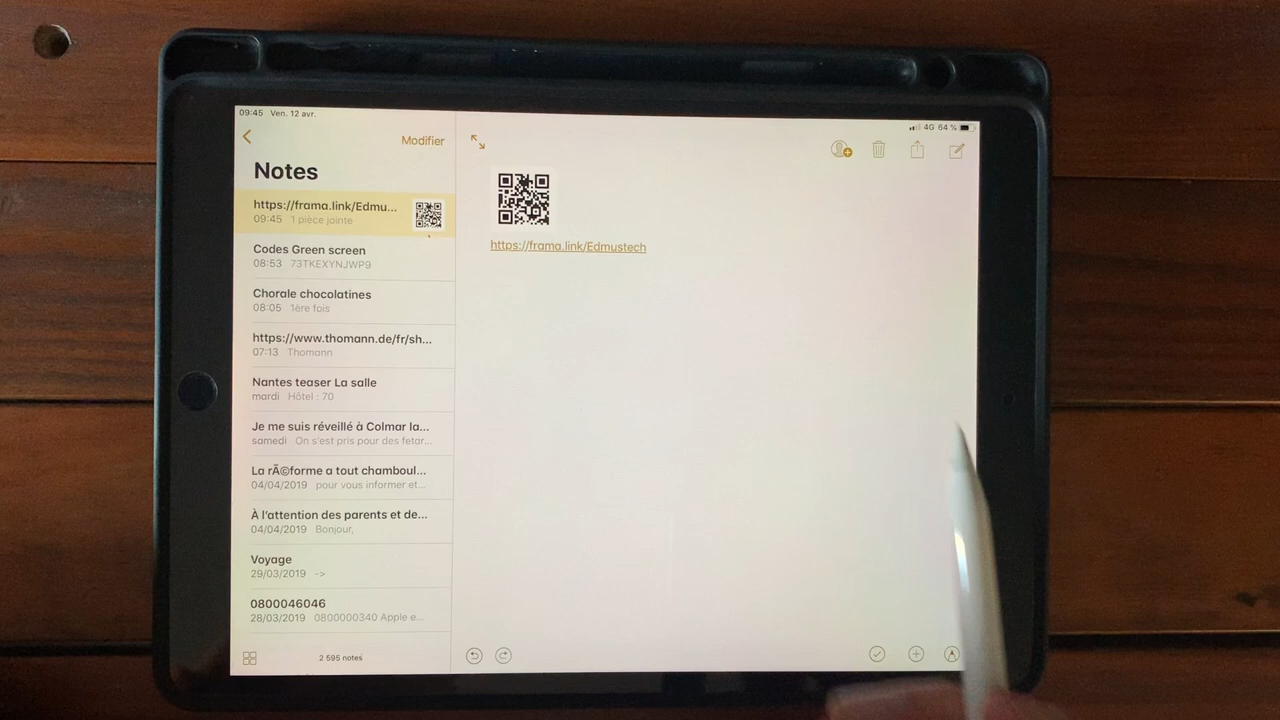 09:45 Ven. 12 avr.
4G 64 %
Modifier
Notes
https://frama.link/Edmu...
09:45 1 pièce jointe
Codes Green screen
08:53 73TKEXYNJWP9
Chorale chocolatines
08:05 1ère fois
https://www.thomann.de/fr/sh...
07:13 Thomann
Nantes teaser La salle
mardi Hôtel : 70
Je me suis réveillé à Colmar la...
samedi On s'est pris pour des fetar...
La rÃ©forme a tout chamboul...
04/04/2019 pour vous informer et...
À l'attention des parents et de...
04/04/2019 Bonjour,
Voyage
29/03/2019 ->
0800046046
28/03/2019 0800000340 Apple e...
2 595 notes
https://frama.link/Edmustech